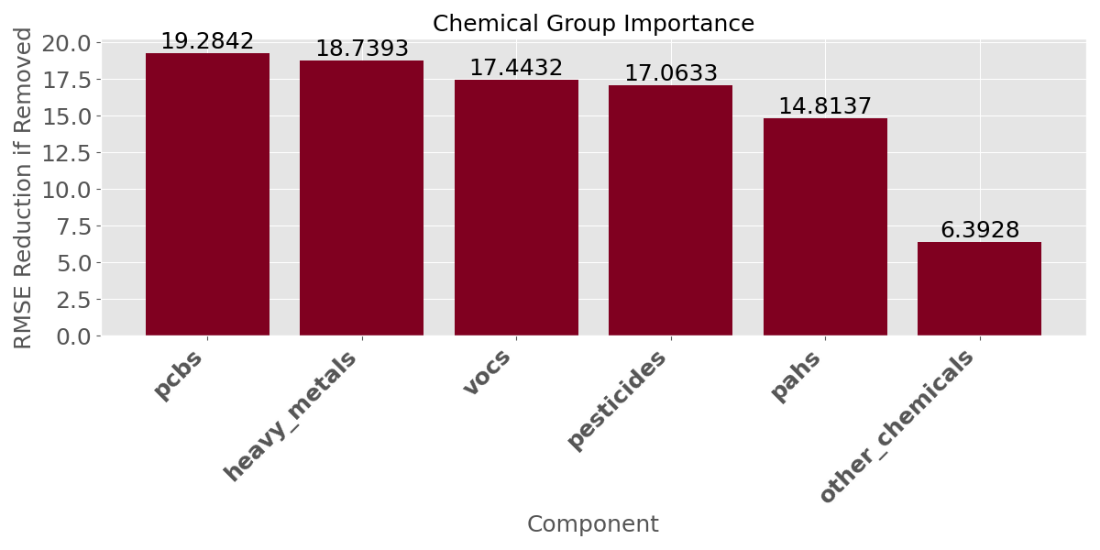 Chemical Group Importance
RMSE Reduction if Removed
20.0
17.5
15.0
12.5
10.0
7.5
5.0
2.5
0.0
19.2842
18.7393
17.4432
17.0633
14.8137
6.3928
pcbs
heavy_metals
vocs
pesticides
pahs
other_chemicals
Component